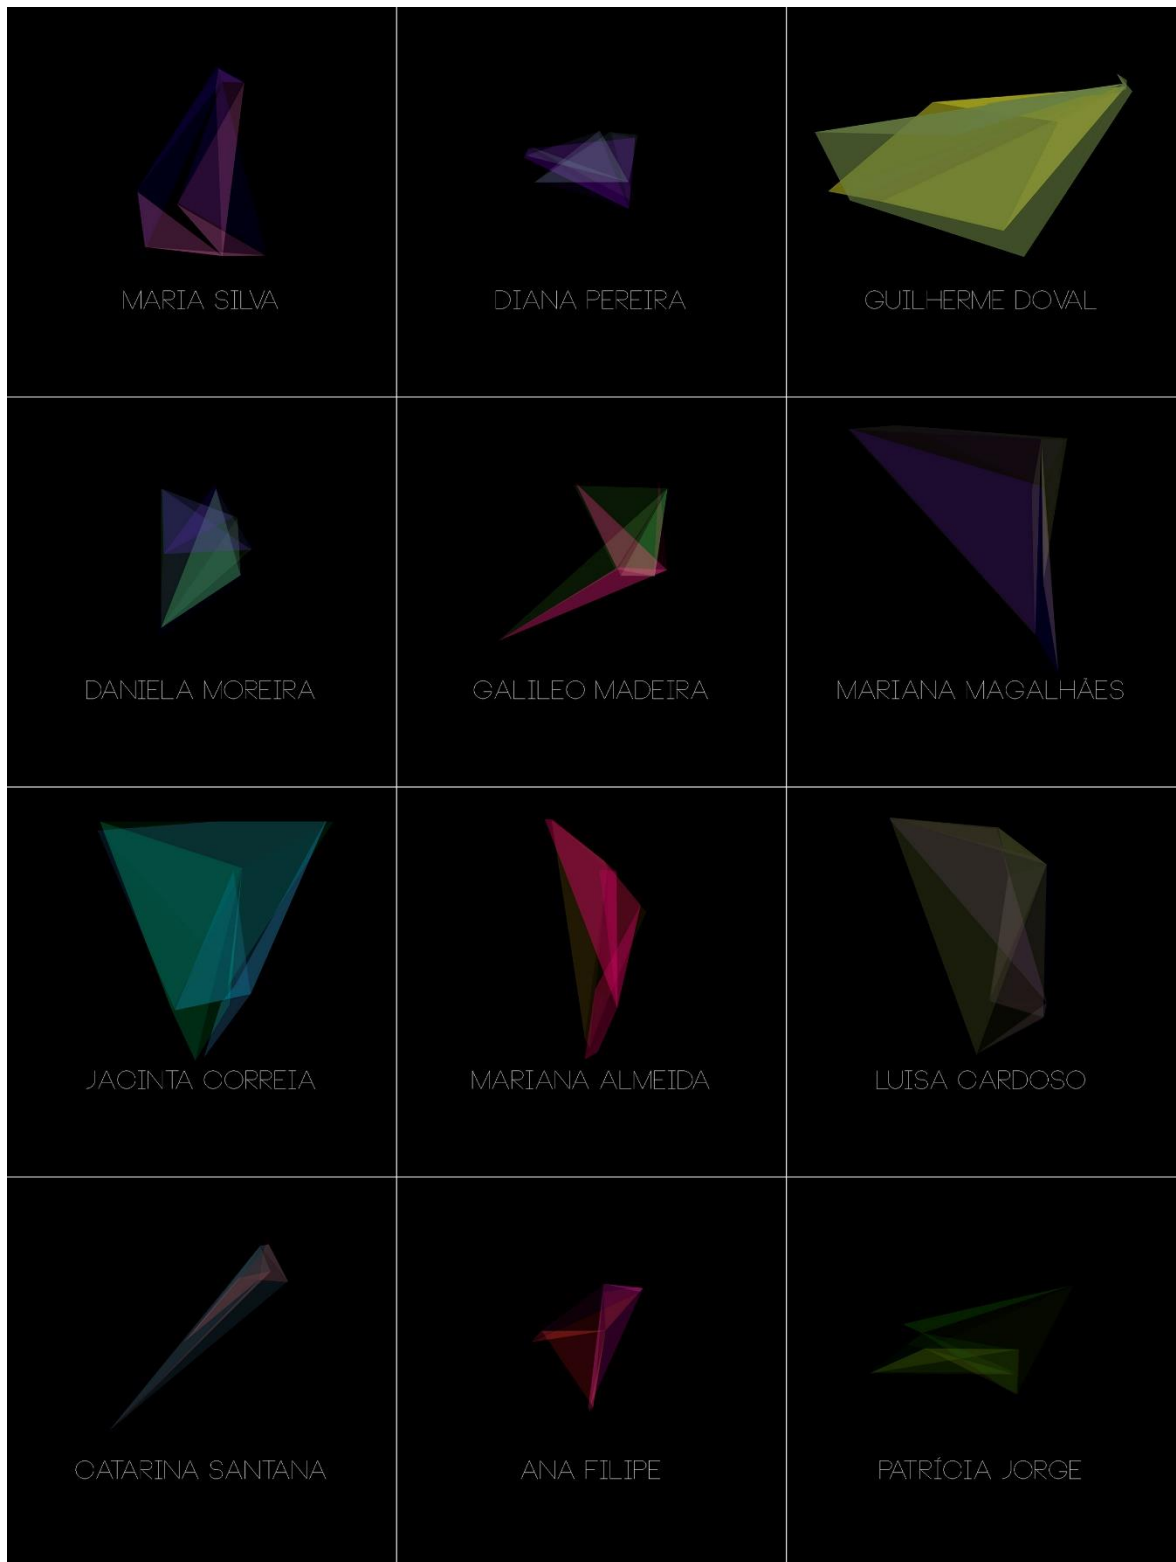 MARIA SILVA
DIANA PEREIRA
GUILHERME DOVAL
DANIELA MOREIRA
GALILEO MADEIRA
MARIANA MAGALHÃES
JACINTA CORREIA
MARIANA ALMEIDA
LUISA CARDOSO
CATARINA SANTANA
ANA FILIPE
PATRÍCIA JORGE